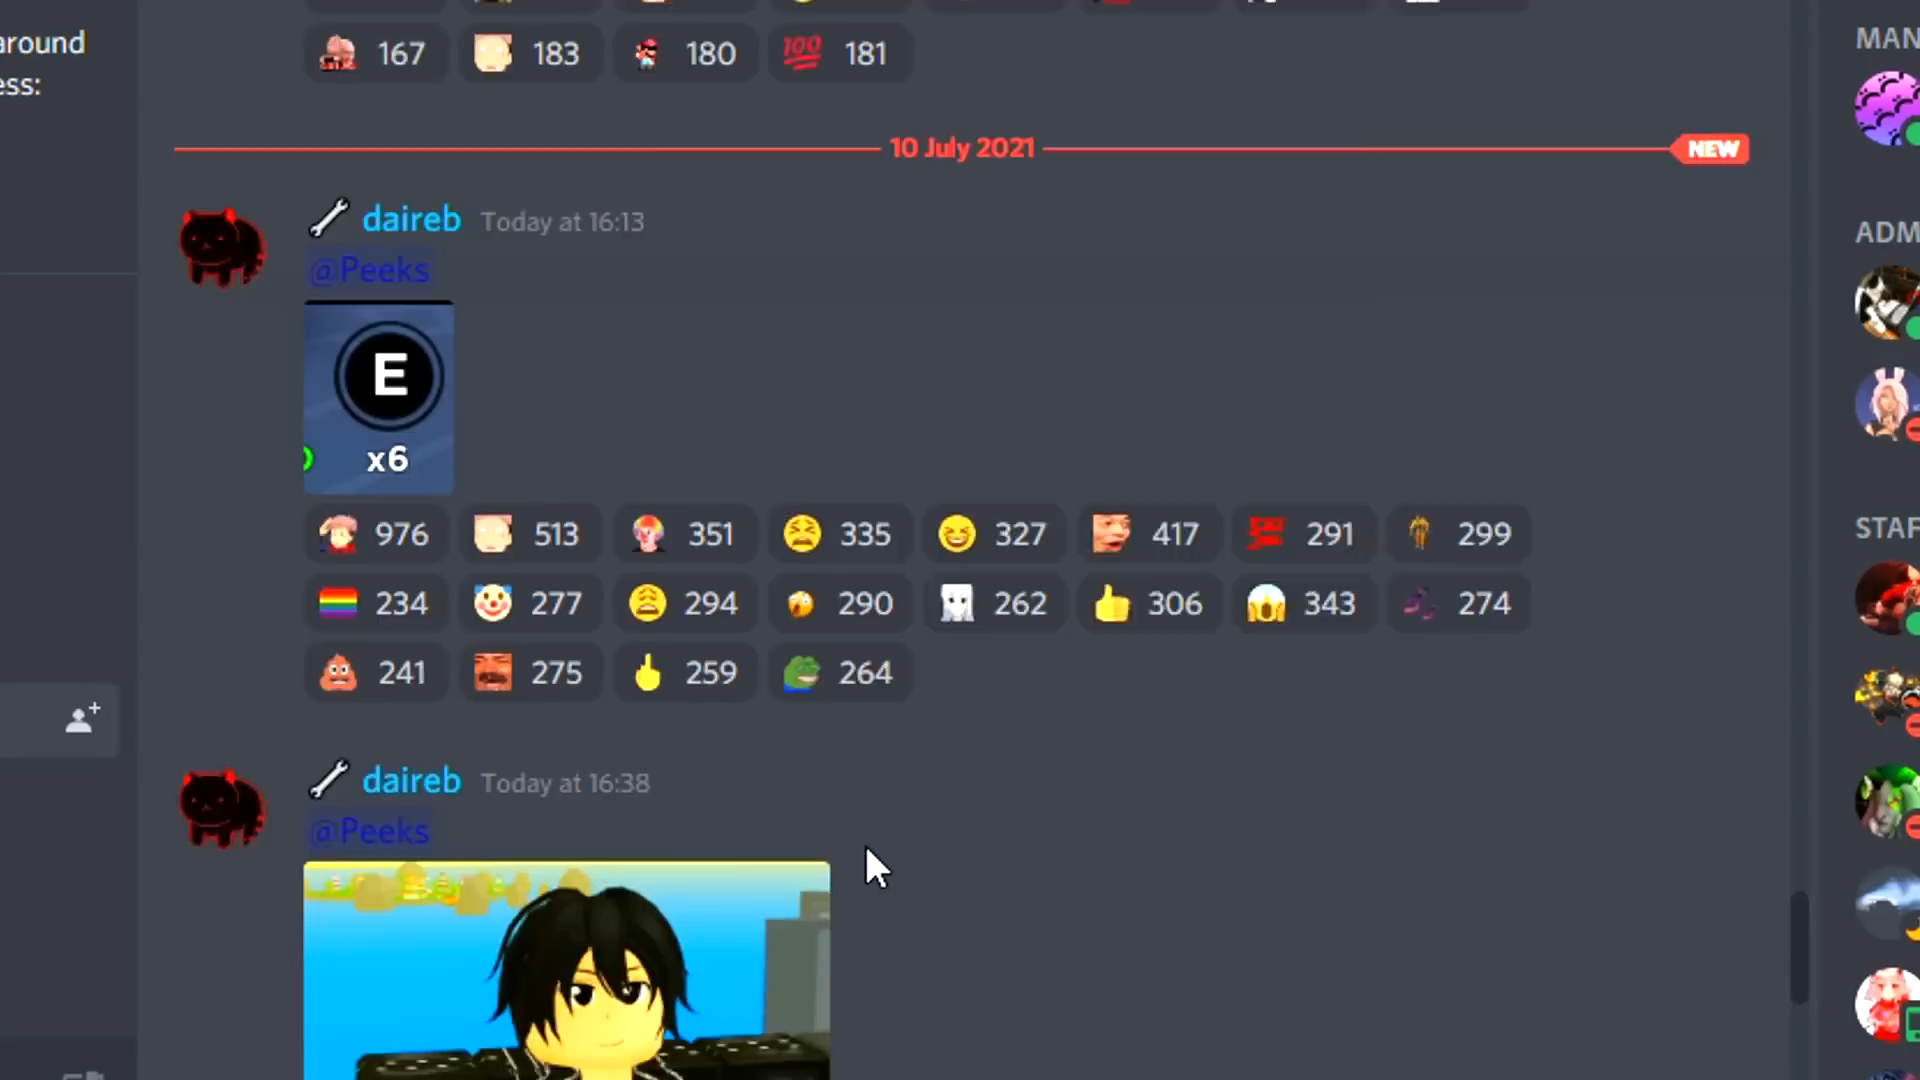 around
ess:
167 183 180 100 181
10 July 2021 NEW
daireb Today at 16:13
@Peeks
E
x6
976 513 351 335 327 417 291 299
234 277 294 290 262 306 343 274
241 275 259 264
daireb Today at 16:38
@Peeks
MAN
ADM
STAF